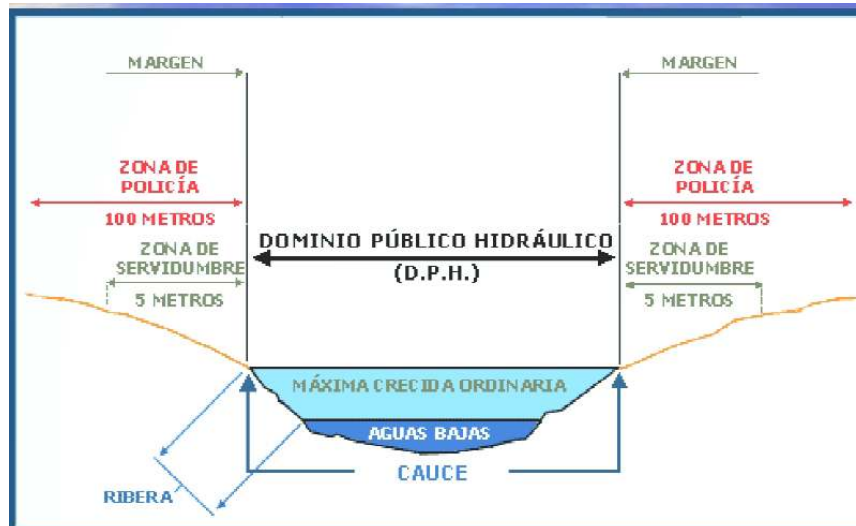 MARGEN
MARGEN
ZONA DE
POLICÍA
100 METROS
ZONA DE
POLICÍA
100 METROS
DOMINIO PÚBLICO HIDRÁULICO
(D.P.H.)
ZONA DE
SERVIDUMBRE
5 METROS
ZONA DE
SERVIDUMBRE
5 METROS
MÁXIMA CRECIDA ORDINARIA
AGUAS BAJAS
CAUCE
RIBERA